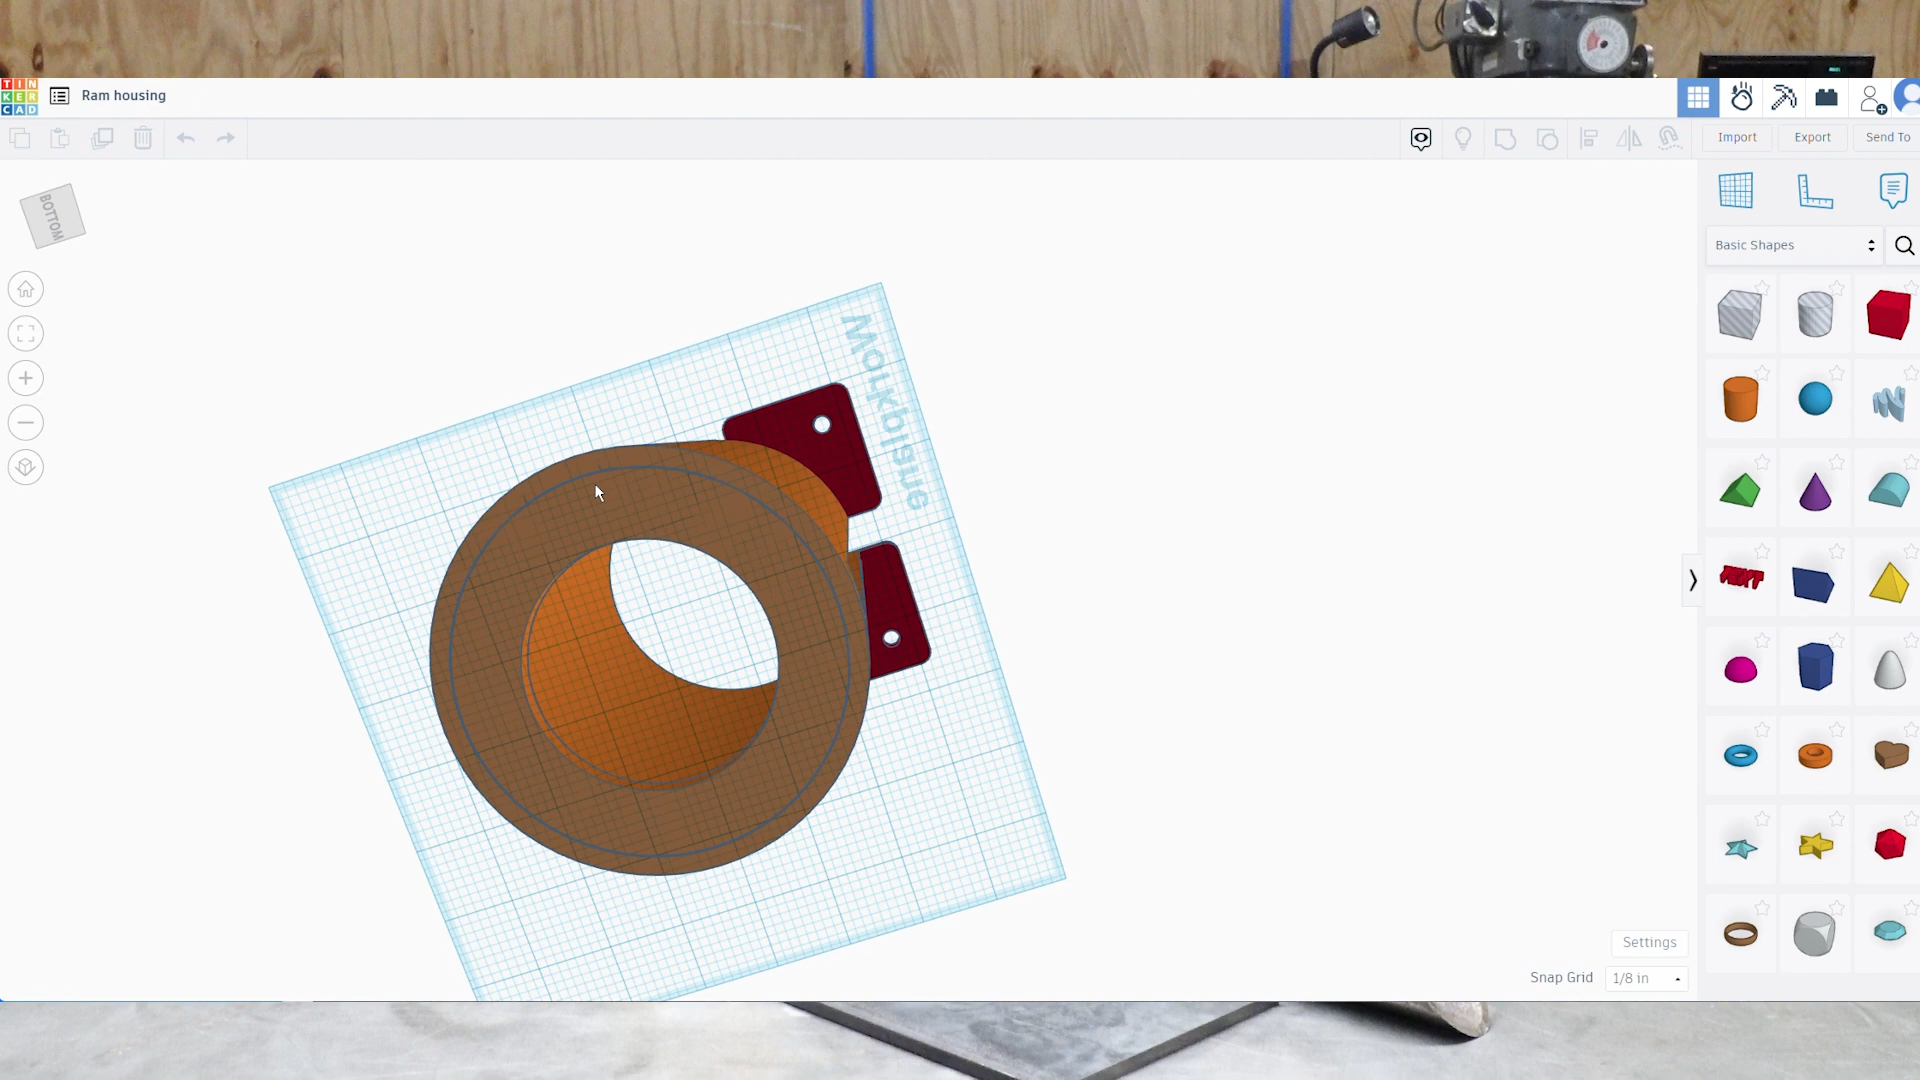 TIN
KER
CAD
Ram housing
Import
Export
Send To
BOTTOM
Basic Shapes
Workplane
TEXT
Settings
Snap Grid
1/8 in